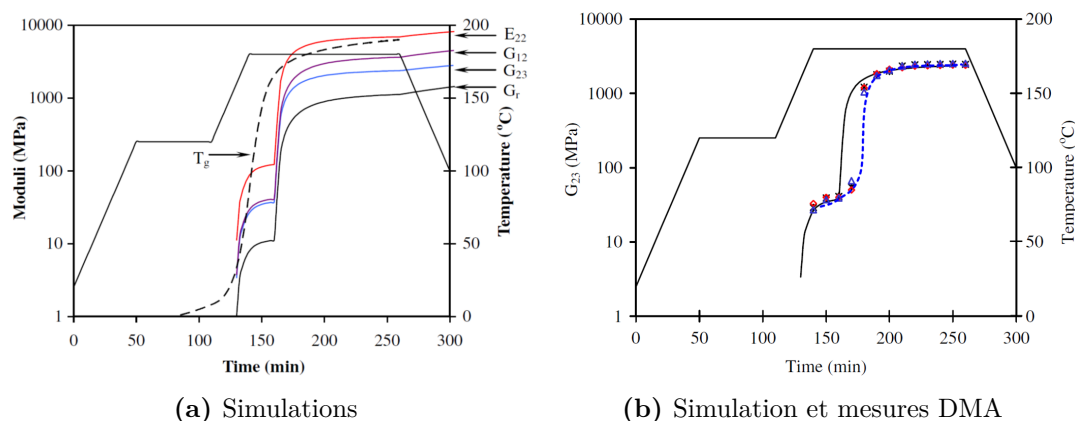 10000
1000
100
10
1
Moduli (MPa)
0
50
100
150
200
250
300
Time (min)
200
150
100
50
0
Temperature (°C)
E22
G12
G23
Gr
Tg
(a) Simulations
10000
1000
100
10
1
G23 (MPa)
0
50
100
150
200
250
300
Time (min)
200
150
100
50
0
Temperature (°C)
(b) Simulation et mesures DMA